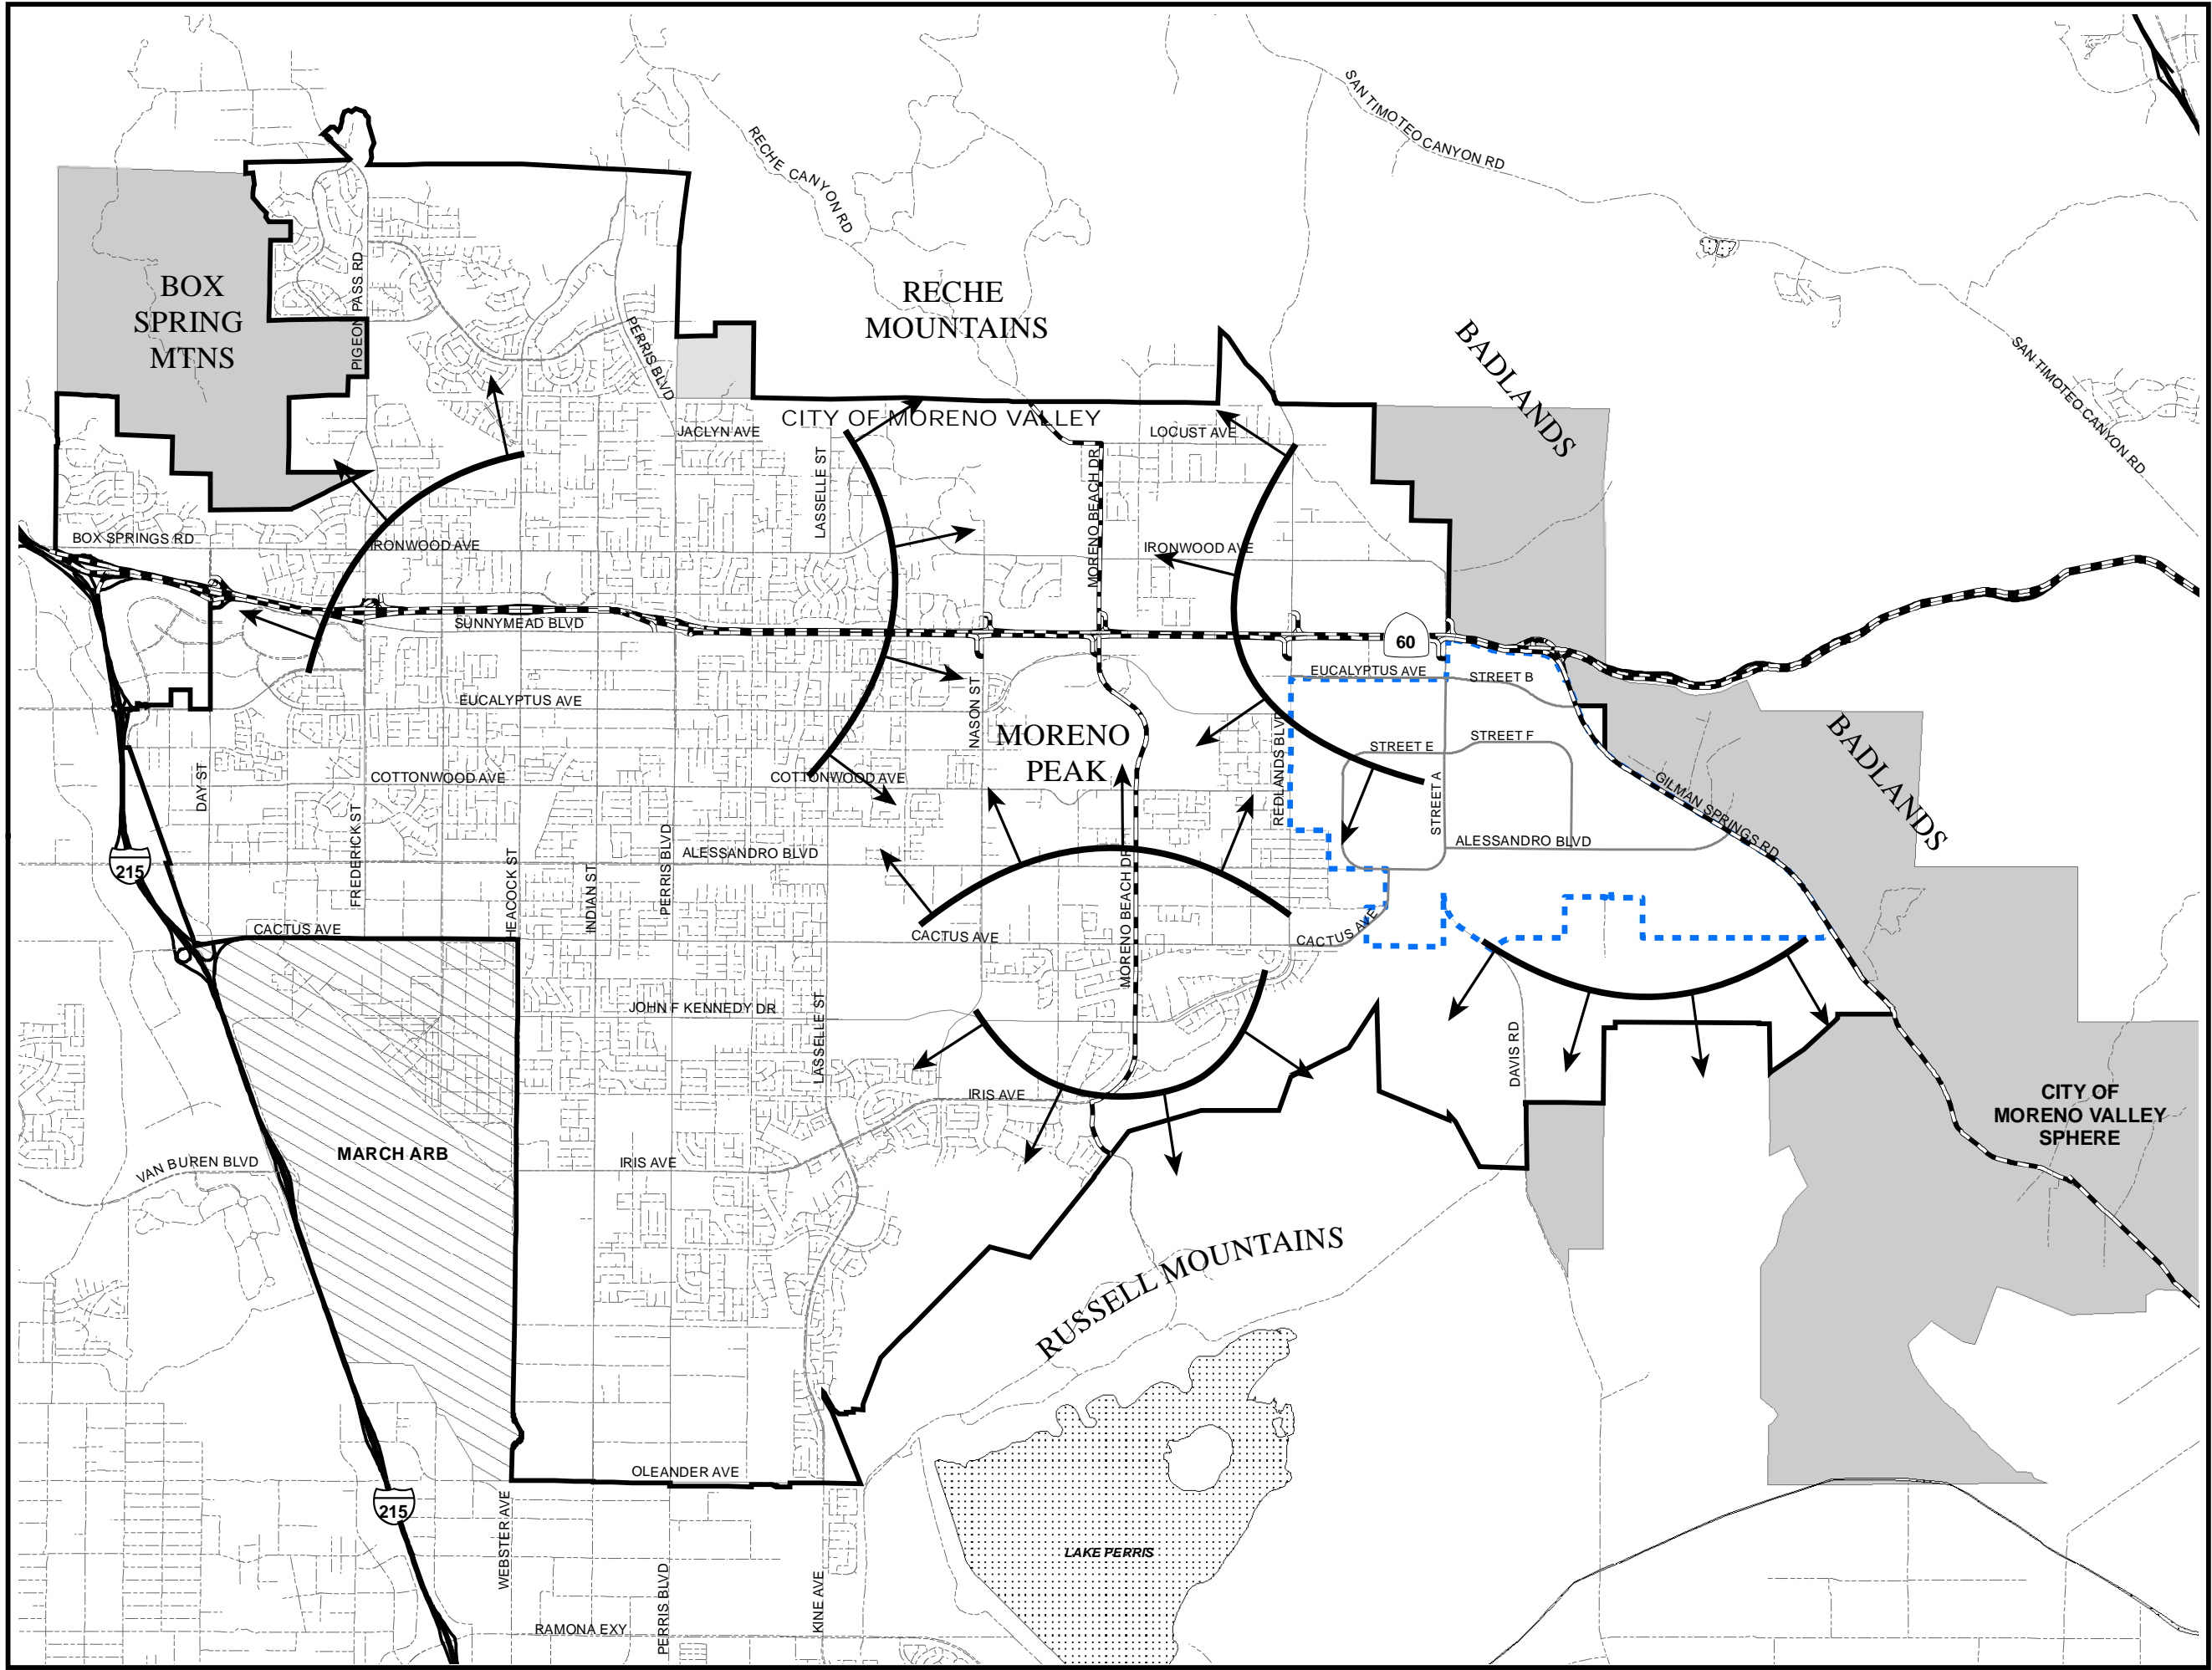 SAN TIMOTEO CANYON RD
RECHE CANYON RD
BOX
SPRING
MTNS
PIGEON PASS RD
RECHE
MOUNTAINS
PERRIS BLVD
BADLANDS
SAN TIMOTEO CANYON RD
CITY OF MORENO VALLEY
JACLYN AVE
LOCUST AVE
LASSELLE ST
MORENO BEACH DR
BOX SPRINGS RD
IRONWOOD AVE
IRONWOOD AVE
SUNNYMEAD BLVD
60
EUCALYPTUS AVE
STREET B
EUCALYPTUS AVE
NASON ST
MORENO
PEAK
REDLANDS BLVD
STREET E
STREET F
BADLANDS
DAY ST
COTTONWOOD AVE
COTTONWOOD AVE
STREET A
GILMAN SPRINGS RD
FREDERICK ST
HEACOCK ST
INDIAN ST
PERRIS BLVD
ALESSANDRO BLVD
MORENO BEACH DR
ALESSANDRO BLVD
215
CACTUS AVE
CACTUS AVE
CACTUS AVE
JOHN F KENNEDY DR
LASSELLE ST
DAVIS RD
IRIS AVE
CITY OF
MORENO VALLEY
SPHERE
MARCH ARB
VAN BUREN BLVD
IRIS AVE
RUSSELL MOUNTAINS
OLEANDER AVE
215
WEBSTER AVE
PERRIS BLVD
KINE AVE
LAKE PERRIS
RAMONA EXY